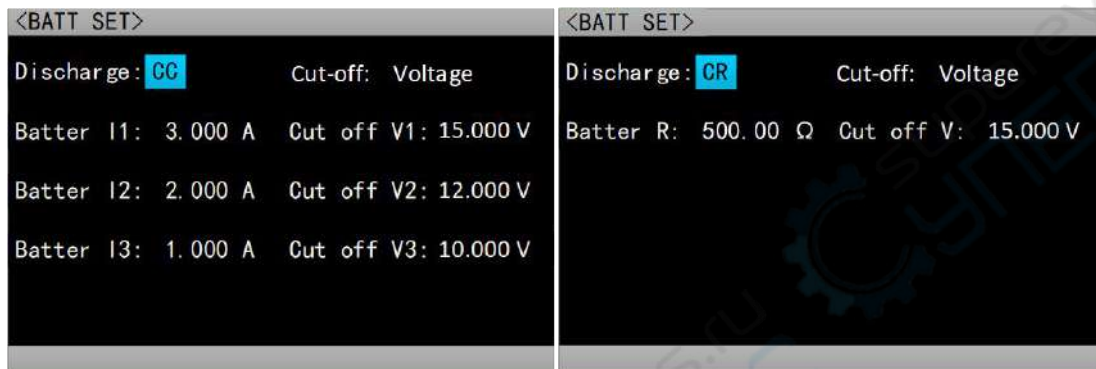 <BATT SET>
Discharge: CC Cut-off: Voltage
Batter I1: 3.000 A Cut off V1: 15.000 V
Batter I2: 2.000 A Cut off V2: 12.000 V
Batter I3: 1.000 A Cut off V3: 10.000 V
<BATT SET>
Discharge: CR Cut-off: Voltage
Batter R: 500.00 Ω Cut off V: 15.000 V